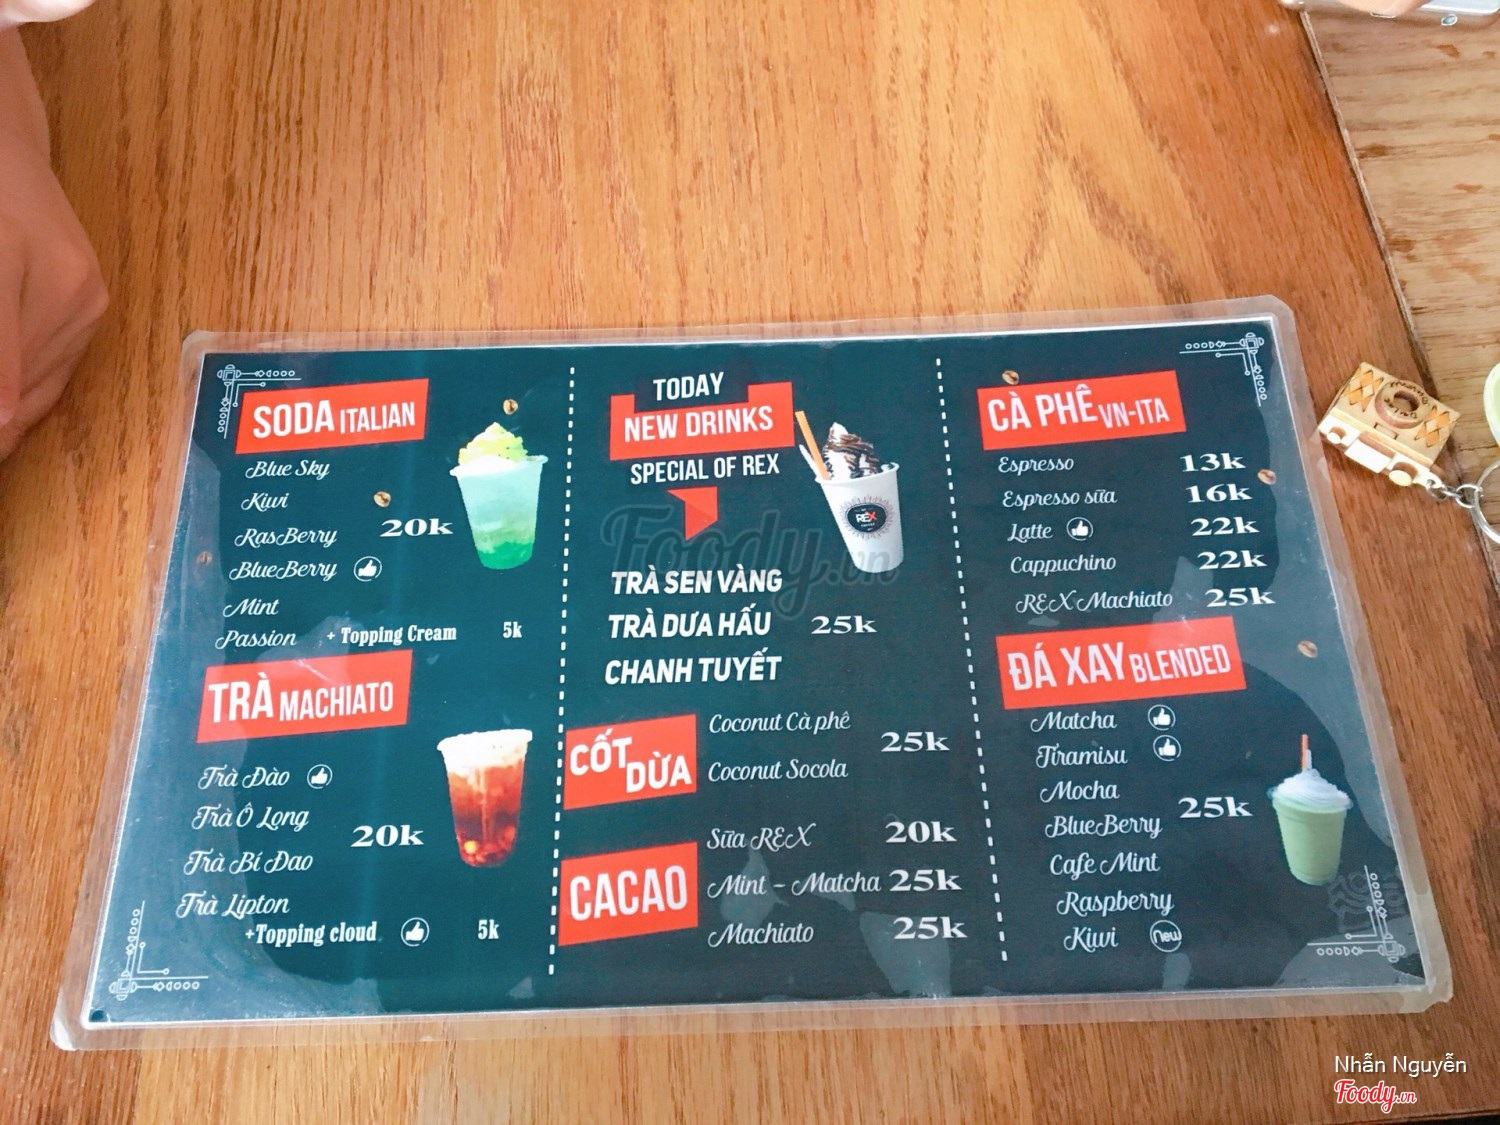 SODA ITALIAN
Blue Sky
Kiwi
RasBerry 20k
BlueBerry
Mint
Passion + Topping Cream 5k
TRÀ MACHIATO
Trà Đào
Trà Ô Long
20k
Trà Bí Đao
Trà Lipton
+Topping cloud 5k
TODAY
NEW DRINKS
SPECIAL OF REX
REX
TRÀ SEN VÀNG
TRÀ DƯA HẤU 25k
CHANH TUYẾT
CỐT DỪA
Coconut Cà phê
25k
Coconut Socola
CACAO
Sữa REX 20k
Mint - Matcha 25k
Machiato 25k
CÀ PHÊ VN-ITA
Espresso 13k
Espresso sữa 16k
Latte 22k
Cappuchino 22k
REX Machiato 25k
ĐÁ XAY BLENDED
Matcha
Tiramisu
Mocha
25k
BlueBerry
Cafe Mint
Raspberry
Kiwi new
Foody.vn
Nhẫn Nguyễn
Foody.vn